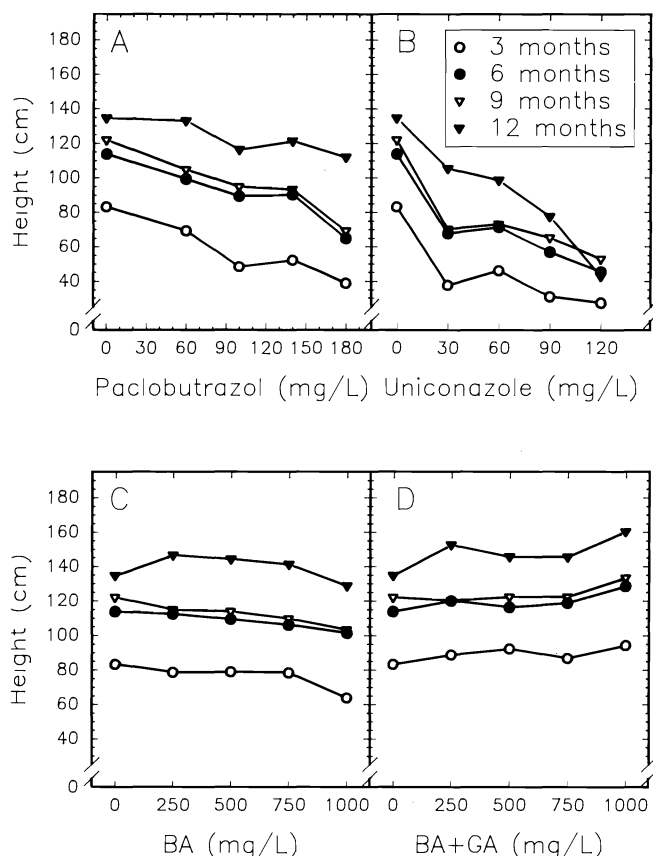 A
B
3 months
6 months
9 months
12 months
180
160
140
120
100
80
60
40
0
Height (cm)
0 30 60 90 120 150 180
0 30 60 90 120
Paclobutrazol (mg/L) Uniconazole (mg/L)
C
D
180
160
140
120
100
80
60
40
0
Height (cm)
0 250 500 750 1000
0 250 500 750 1000
BA (mg/L) BA+GA (mg/L)